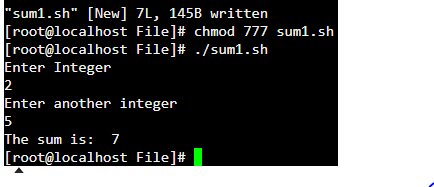 "sum1.sh" [New] 7L, 145B written
[root@localhost File]# chmod 777 sum1.sh
[root@localhost File]# ./sum1.sh
Enter Integer
2
Enter another integer
5
The sum is:  7
[root@localhost File]#